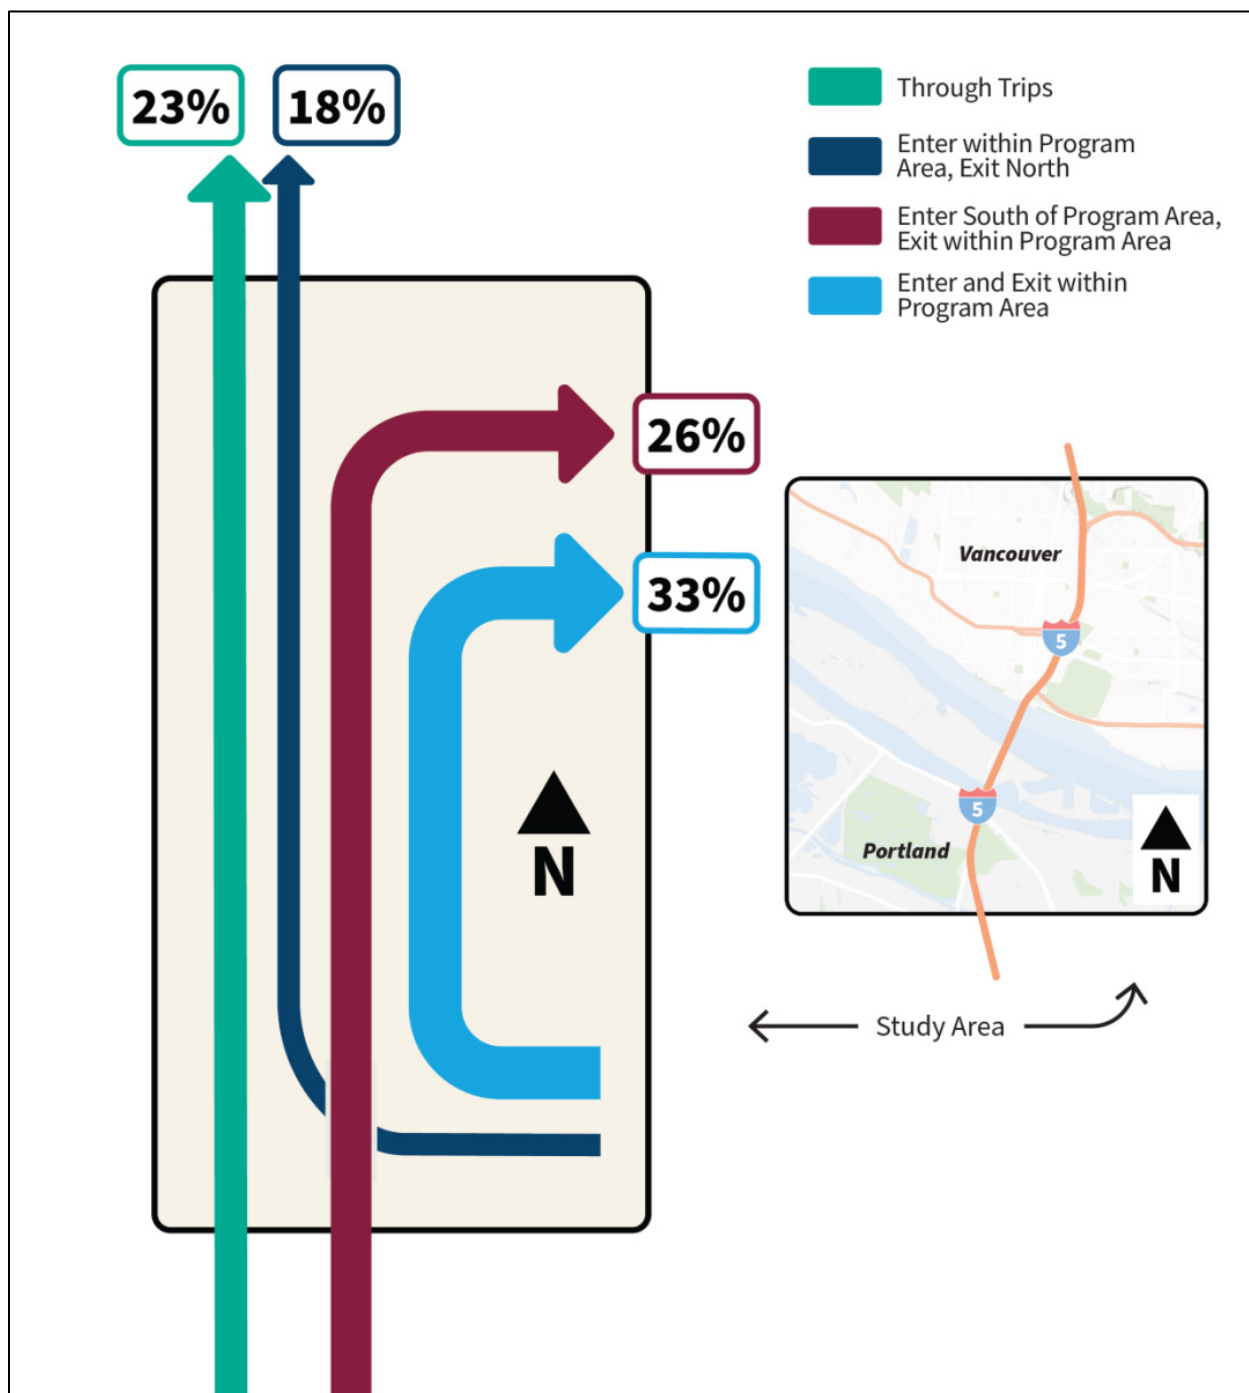 23%
18%
Through Trips
Enter within Program
Area, Exit North
Enter South of Program Area,
Exit within Program Area
Enter and Exit within
Program Area
26%
33%
N
Vancouver
5
5
Portland
N
Study Area